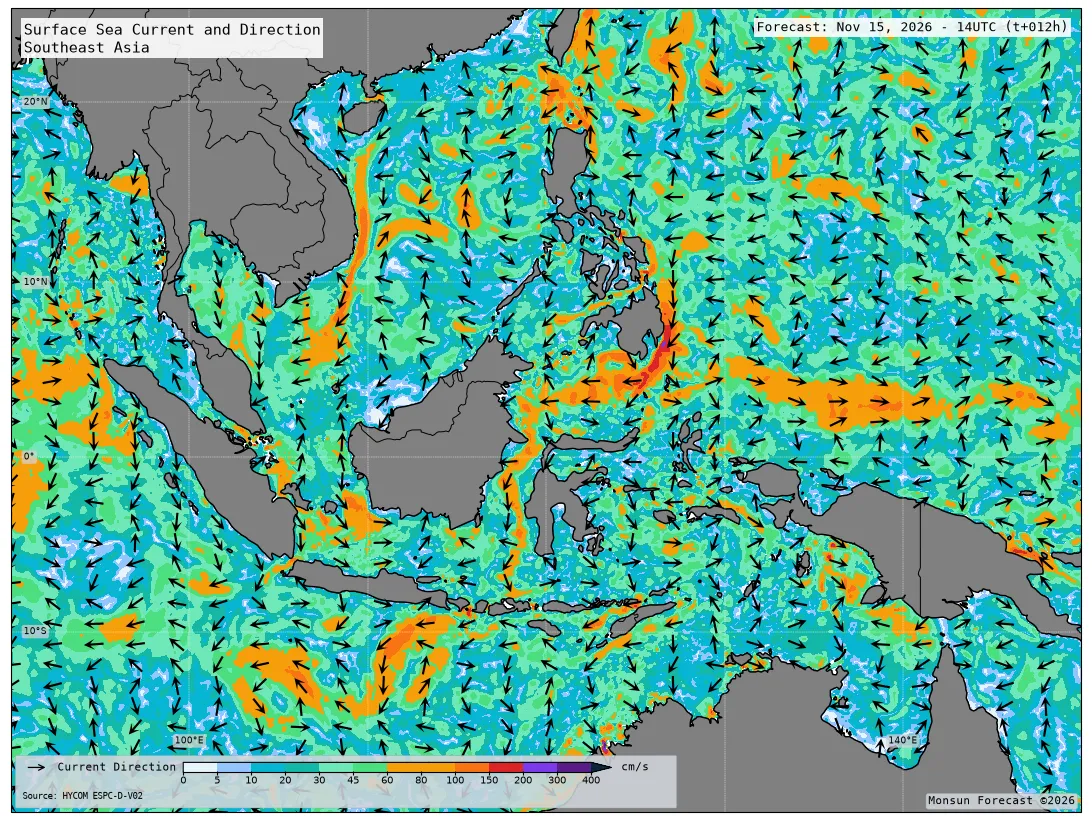 Surface Sea Current and Direction
Southeast Asia
Forecast: Nov 15, 2026 - 14UTC (t+012h)
20°N
10°N
0°
10°S
100°E
140°E
Current Direction
0 5 10 20 30 45 60 80 100 150 200 300 400 cm/s
Source: HYCOM ESPC-D-V02
Monsun Forecast ©2026